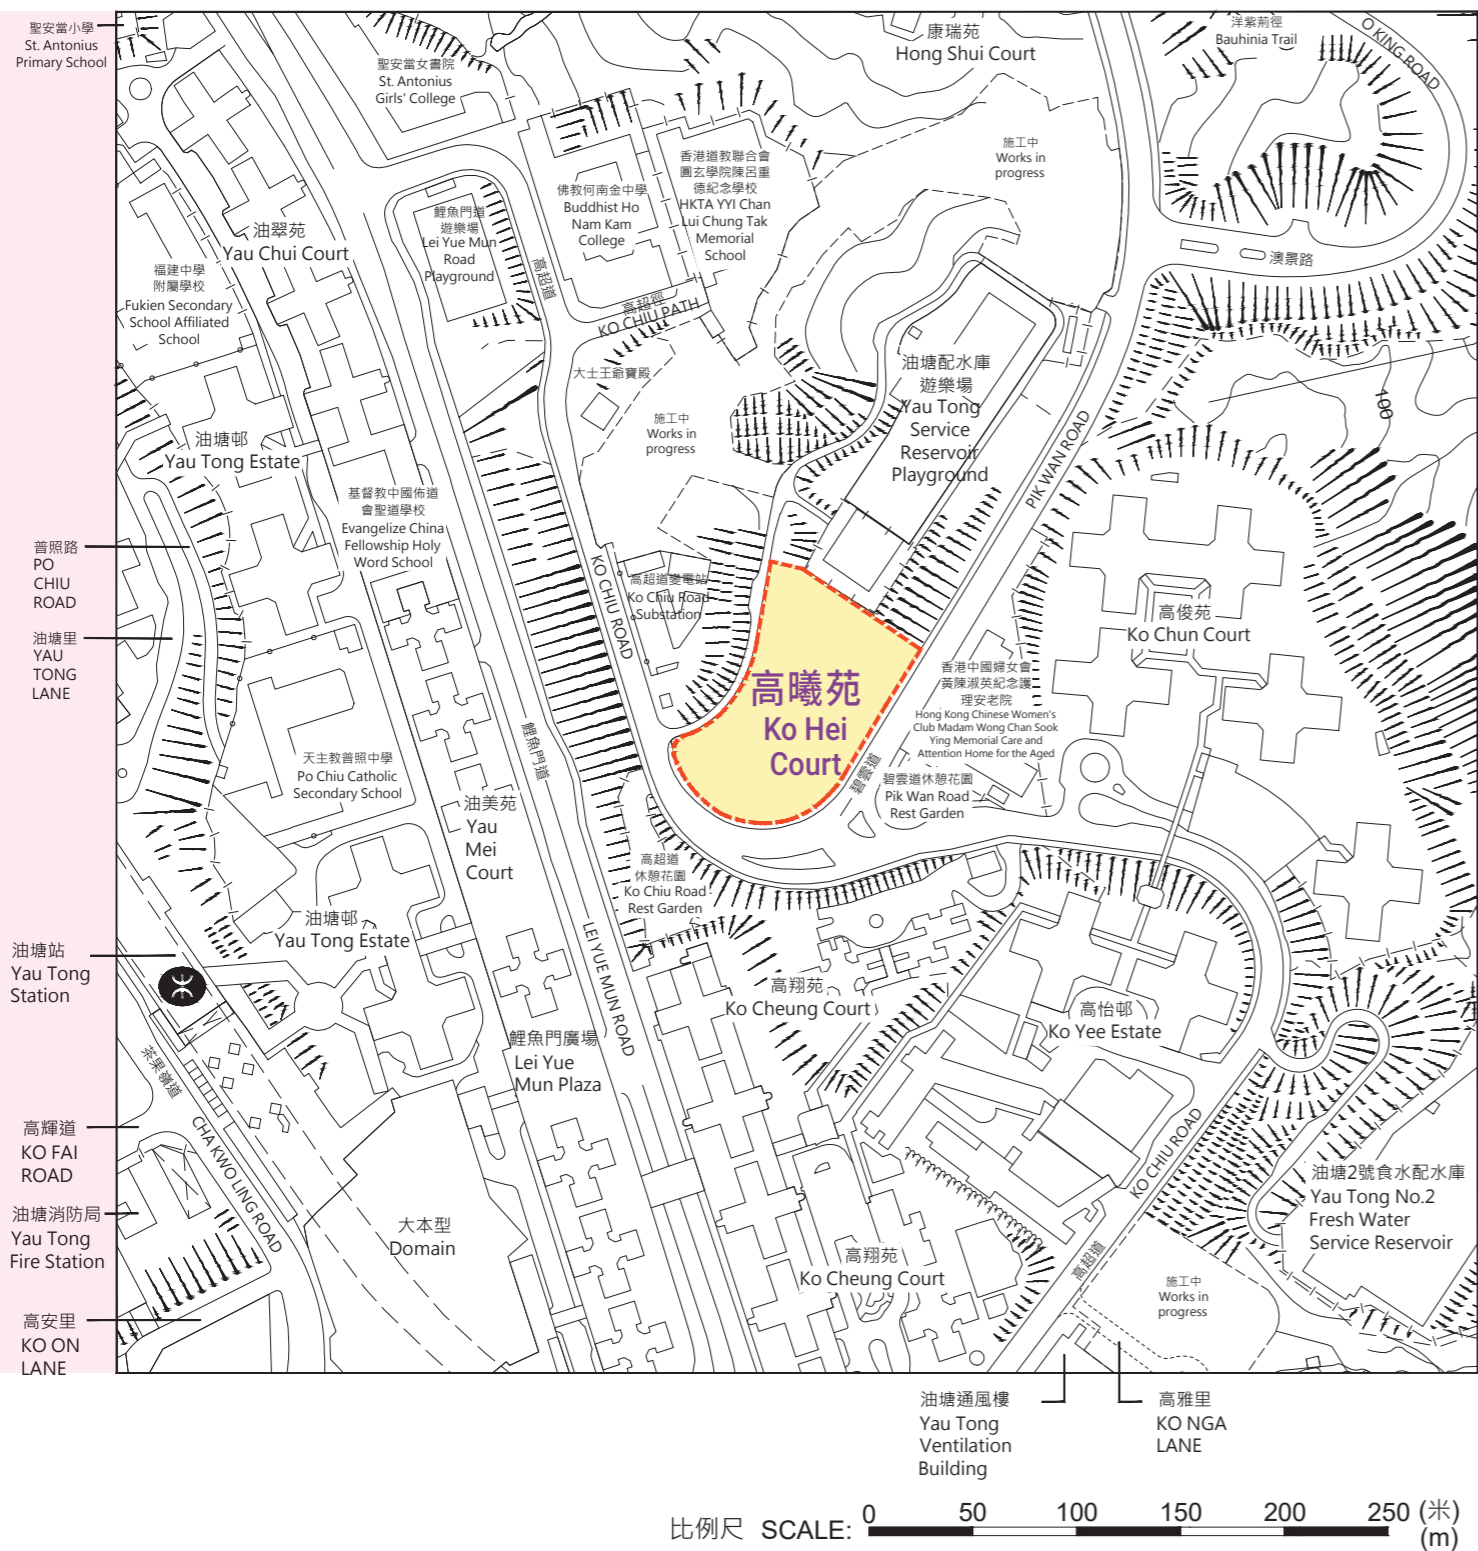 聖安當小學
St. Antonius
Primary School
聖安當女書院
St. Antonius
Girls' College
康瑞苑
Hong Shui Court
洋紫荊徑
Bauhinia Trail
O KING ROAD
施工中
Works in
progress
香港道教聯合會
圓玄學院陳呂重
德紀念學校
HKTA YYI Chan
Lui Chung Tak
Memorial
School
佛教何南金中學
Buddhist Ho
Nam Kam
College
鯉魚門道
遊樂場
Lei Yue Mun
Road
Playground
油翠苑
Yau Chui Court
福建中學
附屬學校
Fukien Secondary
School Affiliated
School
高超道
高超徑
KO CHIU PATH
澳景路
大士王爺寶殿
施工中
Works in
progress
油塘配水庫
遊樂場
Yau Tong
Service
Reservoir
Playground
PIK WAN ROAD
100
油塘邨
Yau Tong Estate
基督教中國佈道
會聖道學校
Evangelize China
Fellowship Holy
Word School
普照路
PO
CHIU
ROAD
油塘里
YAU
TONG
LANE
KO CHIU ROAD
高超道變電站
Ko Chiu Road
Substation
高俊苑
Ko Chun Court
高曦苑
Ko Hei
Court
香港中國婦女會
黃陳淑英紀念護
理安老院
Hong Kong Chinese Women's
Club Madam Wong Chan Sook
Ying Memorial Care and
Attention Home for the Aged
碧雲道
碧雲道休憩花園
Pik Wan Road
Rest Garden
天主教普照中學
Po Chiu Catholic
Secondary School
鯉魚門道
油美苑
Yau
Mei
Court
高超道
休憩花園
Ko Chiu Road
Rest Garden
油塘邨
Yau Tong Estate
油塘站
Yau Tong
Station
LEI YUE MUN ROAD
高翔苑
Ko Cheung Court
高怡邨
Ko Yee Estate
鯉魚門廣場
Lei Yue
Mun Plaza
茶果嶺道
CHA KWO LING ROAD
高輝道
KO FAI
ROAD
油塘消防局
Yau Tong
Fire Station
大本型
Domain
高翔苑
Ko Cheung Court
KO CHIU ROAD
高超道
油塘2號食水配水庫
Yau Tong No.2
Fresh Water
Service Reservoir
施工中
Works in
progress
高安里
KO ON
LANE
油塘通風樓
Yau Tong
Ventilation
Building
高雅里
KO NGA
LANE
比例尺 SCALE: 0 50 100 150 200 250 (米)
(m)